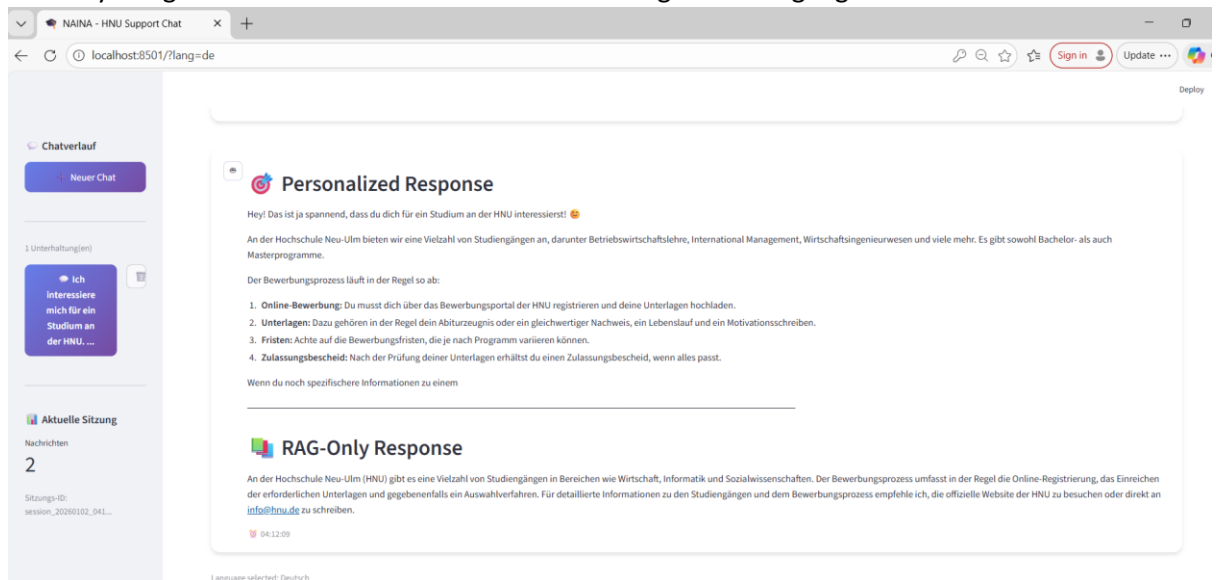 NAINA - HNU Support Chat
localhost:8501/?lang=de
Sign in
Update
Deploy
Chatverlauf
Neuer Chat
1 Unterhaltung(en)
Ich
interessiere
mich für ein
Studium an
der HNU. ...
Aktuelle Sitzung
Nachrichten
2
Sitzungs-ID:
session_20260102_041...
Personalized Response
Hey! Das ist ja spannend, dass du dich für ein Studium an der HNU interessierst!
An der Hochschule Neu-Ulm bieten wir eine Vielzahl von Studiengängen an, darunter Betriebswirtschaftslehre, International Management, Wirtschaftsingenieurwesen und viele mehr. Es gibt sowohl Bachelor- als auch
Masterprogramme.
Der Bewerbungsprozess läuft in der Regel so ab:
1. Online-Bewerbung: Du musst dich über das Bewerbungsportal der HNU registrieren und deine Unterlagen hochladen.
2. Unterlagen: Dazu gehören in der Regel dein Abiturzeugnis oder ein gleichwertiger Nachweis, ein Lebenslauf und ein Motivationsschreiben.
3. Fristen: Achte auf die Bewerbungsfristen, die je nach Programm variieren können.
4. Zulassungsbescheid: Nach der Prüfung deiner Unterlagen erhältst du einen Zulassungsbescheid, wenn alles passt.
Wenn du noch spezifischere Informationen zu einem
RAG-Only Response
An der Hochschule Neu-Ulm (HNU) gibt es eine Vielzahl von Studiengängen in Bereichen wie Wirtschaft, Informatik und Sozialwissenschaften. Der Bewerbungsprozess umfasst in der Regel die Online-Registrierung, das Einreichen
der erforderlichen Unterlagen und gegebenenfalls ein Auswahlverfahren. Für detaillierte Informationen zu den Studiengängen und dem Bewerbungsprozess empfehle ich, die offizielle Website der HNU zu besuchen oder direkt an
info@hnu.de zu schreiben.
04:12:09
Language selected: Deutsch